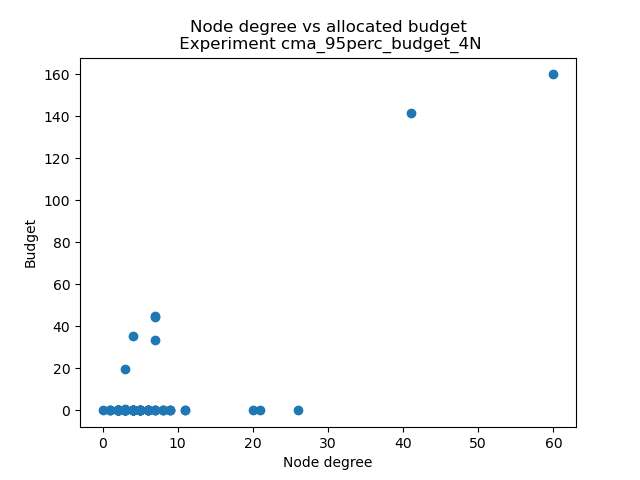 Node degree vs allocated budget
Experiment cma_95perc_budget_4N
160
140
120
100
80
60
40
20
0
Budget
0 10 20 30 40 50 60
Node degree